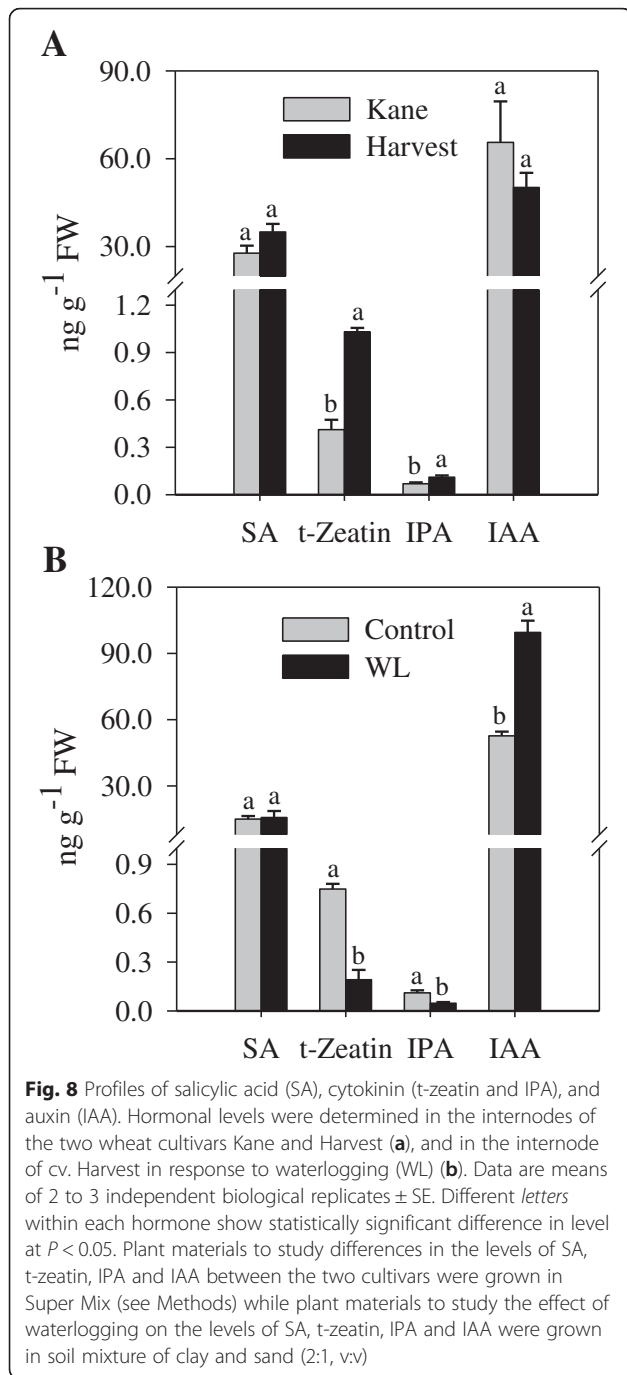 A
90.0
60.0
30.0
1.2
0.9
0.6
0.3
0.0
ng g-1 FW
Kane
Harvest
a a
b a
b a
a a
SA t-Zeatin IPA IAA
B
120.0
90.0
60.0
30.0
0.9
0.6
0.3
0.0
ng g-1 FW
Control
WL
a a
a b
a b
b a
SA t-Zeatin IPA IAA
Fig. 8 Profiles of salicylic acid (SA), cytokinin (t-zeatin and IPA), and
auxin (IAA). Hormonal levels were determined in the internodes of
the two wheat cultivars Kane and Harvest (a), and in the internode
of cv. Harvest in response to waterlogging (WL) (b). Data are means
of 2 to 3 independent biological replicates ± SE. Different letters
within each hormone show statistically significant difference in level
at P < 0.05. Plant materials to study differences in the levels of SA,
t-zeatin, IPA and IAA between the two cultivars were grown in
Super Mix (see Methods) while plant materials to study the effect of
waterlogging on the levels of SA, t-zeatin, IPA and IAA were grown
in soil mixture of clay and sand (2:1, v:v)